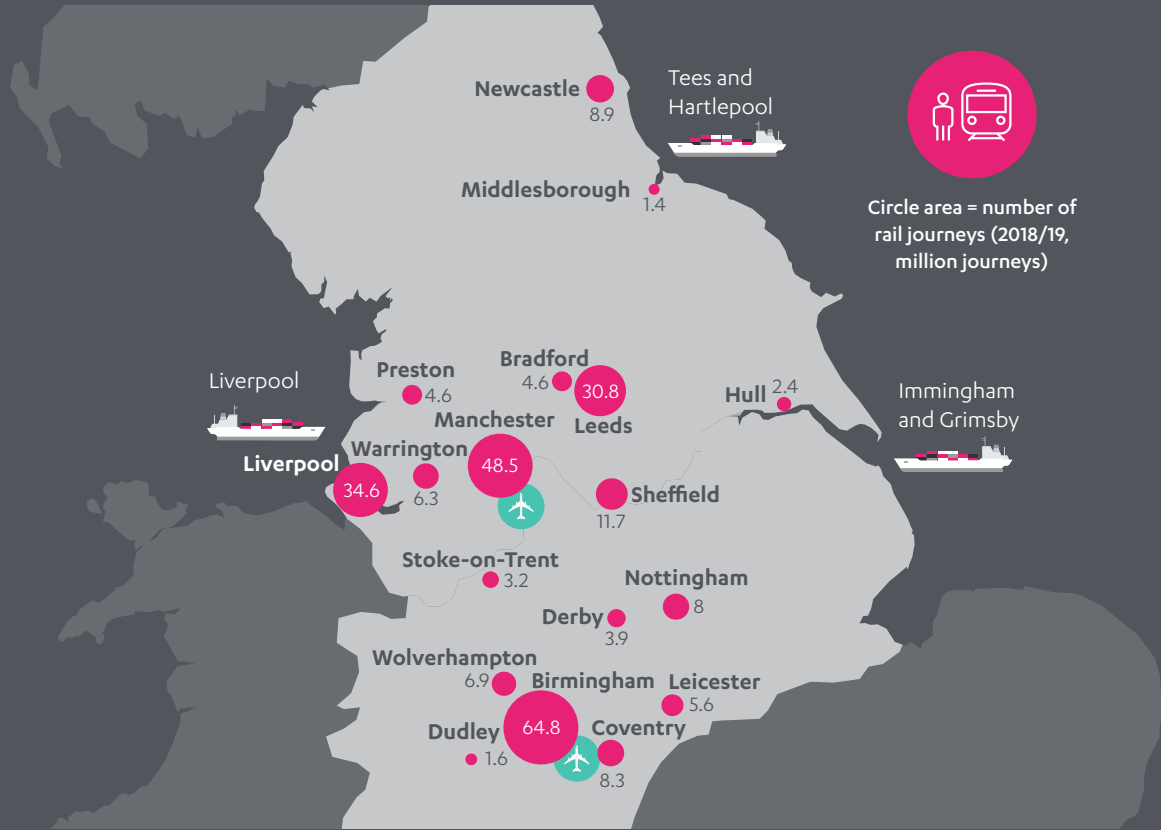 Newcastle
8.9
Tees and
Hartlepool
Middlesborough
1.4
Circle area = number of
rail journeys (2018/19,
million journeys)
Bradford
4.6
30.8
Leeds
Preston
4.6
Hull
2.4
Liverpool
Immingham
and Grimsby
Manchester
48.5
Warrington
6.3
Liverpool
34.6
Sheffield
11.7
Stoke-on-Trent
3.2
Nottingham
8
Derby
3.9
Wolverhampton
6.9
Birmingham
64.8
Leicester
5.6
Dudley
1.6
Coventry
8.3